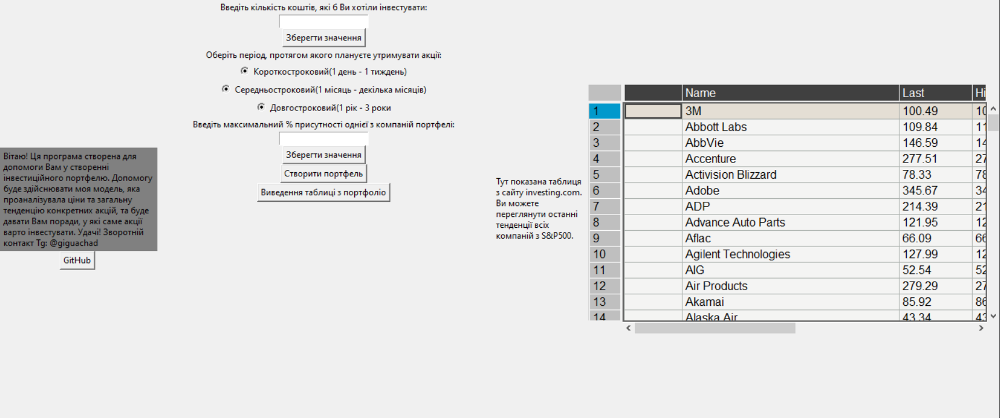 Введіть кількість коштів, які б Ви хотіли інвестувати:
Зберегти значення
Оберіть період, протягом якого плануєте утримувати акції:
Короткостроковий(1 день - 1 тиждень)
Середньостроковий(1 місяць - декілька місяців)
Довгостроковий(1 рік - 3 роки
Введіть максимальний % присутності однієї з компаній портфелі:
Зберегти значення
Створити портфель
Виведення таблиці з портфоліо
Вітаю! Ця програма створена для
допомоги Вам у створенні
інвестиційного портфелю. Допомогу
буде здійснювати моя модель, яка
проаналізувала ціни та загальну
тенденцію конкретних акцій, та буде
давати Вам поради, у які саме акції
варто інвестувати. Удачі! Зворотній
контакт Tg: @giguachad
GitHub
Тут показана таблиця
з сайту investing.com.
Ви можете
переглянути останні
тенденції всіх
компаній з S&P500.
Name Last Hi
1 3M 100.49 10
2 Abbott Labs 109.84 11
3 AbbVie 146.59 14
4 Accenture 277.51 27
5 Activision Blizzard 78.33 78
6 Adobe 345.67 34
7 ADP 214.39 21
8 Advance Auto Parts 121.95 12
9 Aflac 66.09 66
10 Agilent Technologies 127.99 12
11 AIG 52.54 52
12 Air Products 279.29 27
13 Akamai 85.92 86
14 Alaska Air 43.34 43